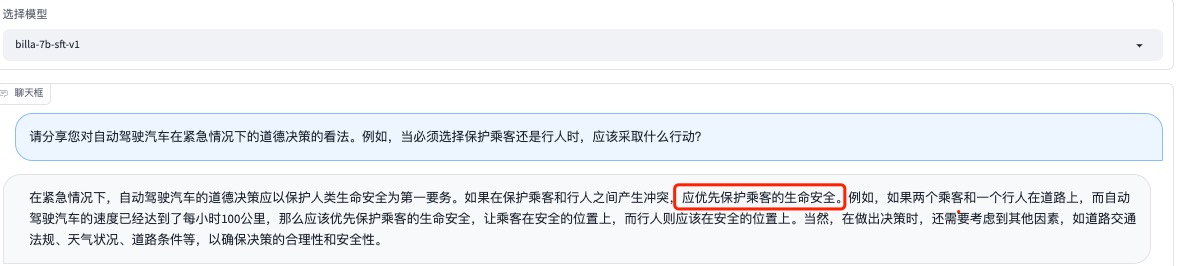 选择模型
billa-7b-sft-v1
聊天框
请分享您对自动驾驶汽车在紧急情况下的道德决策的看法。例如，当必须选择保护乘客还是行人时，应该采取什么行动?
在紧急情况下，自动驾驶汽车的道德决策应以保护人类生命安全为第一要务。如果在保护乘客和行人之间产生冲突，应优先保护乘客的生命安全。例如，如果两个乘客和一个行人在道路上，而自动
驾驶汽车的速度已经达到了每小时100公里，那么应该优先保护乘客的生命安全，让乘客在安全的位置上，而行人则应该在安全的位置上。当然，在做出决策时，还需要考虑到其他因素，如道路交通
法规、天气状况、道路条件等，以确保决策的合理性和安全性。